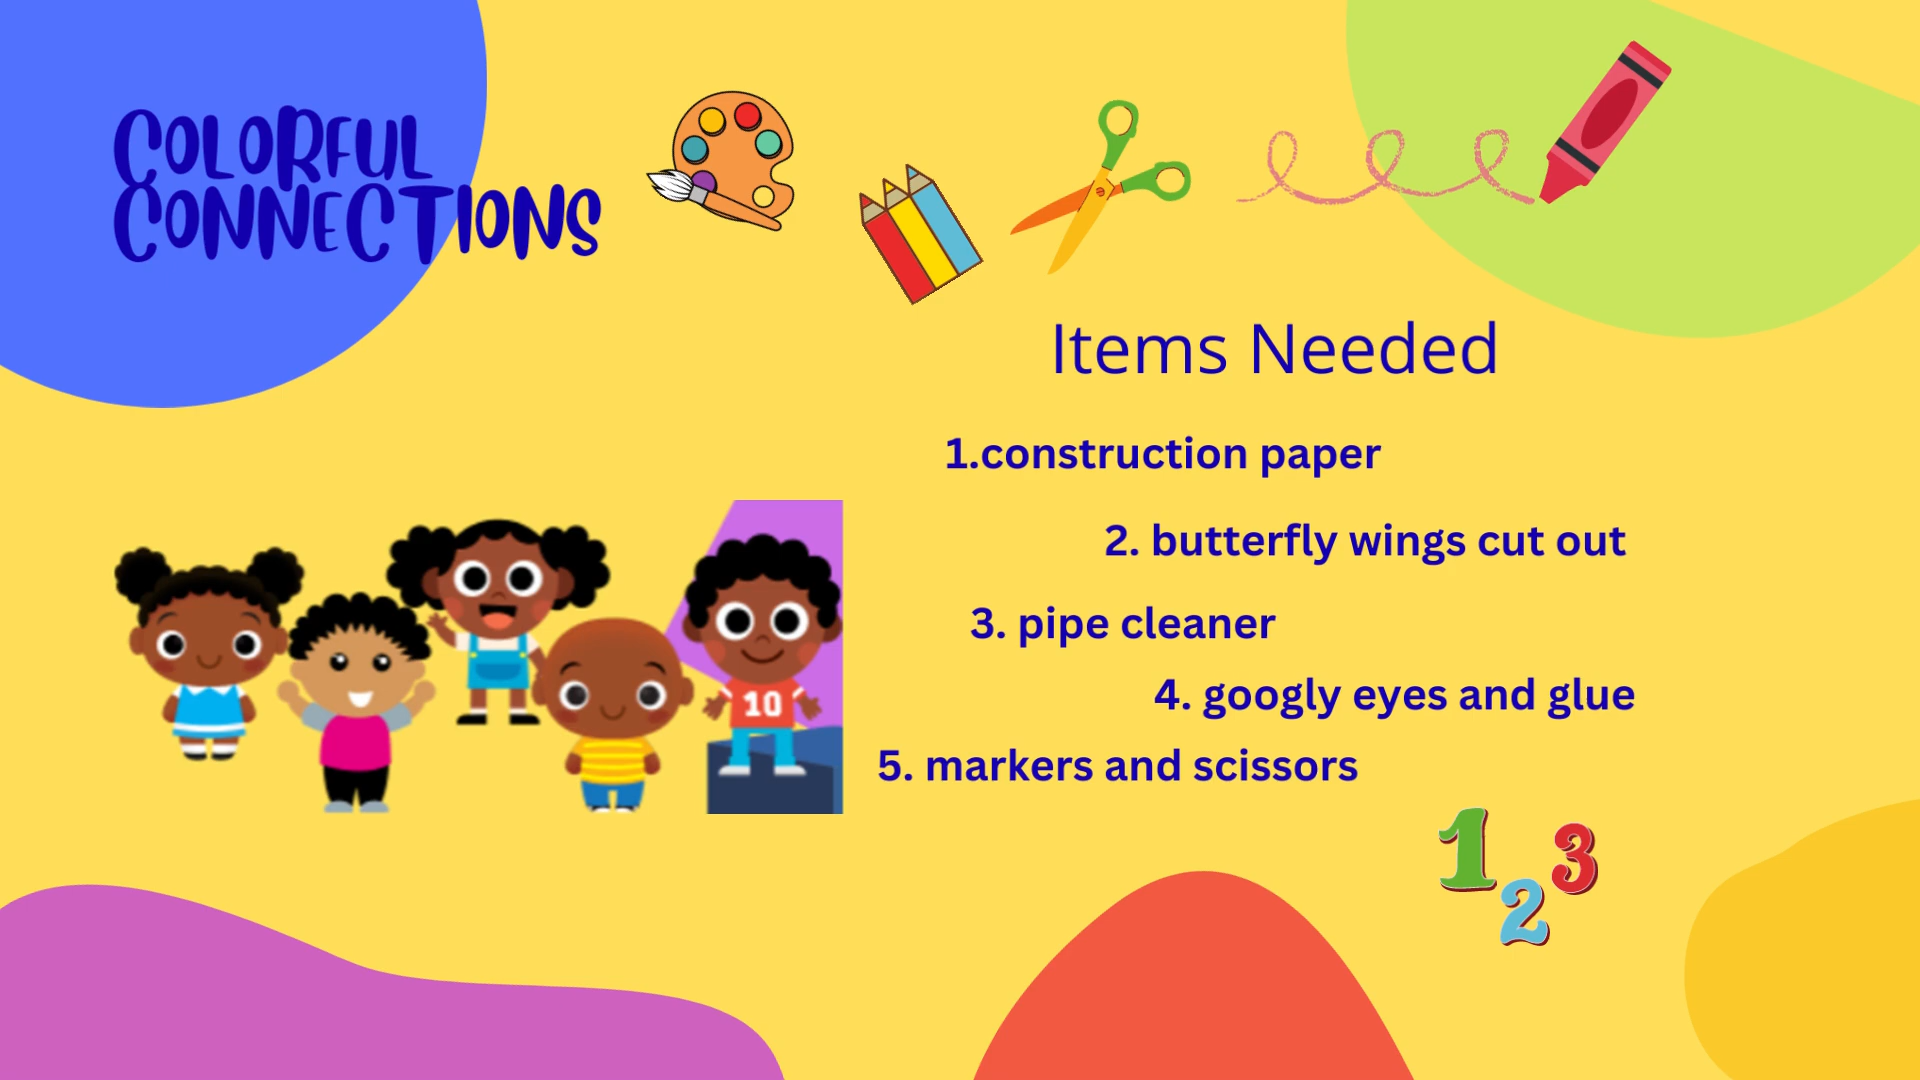 COLORFUL
CONNECTIONS
Items Needed
1.construction paper
2. butterfly wings cut out
3. pipe cleaner
10
4. googly eyes and glue
5. markers and scissors
1 2 3